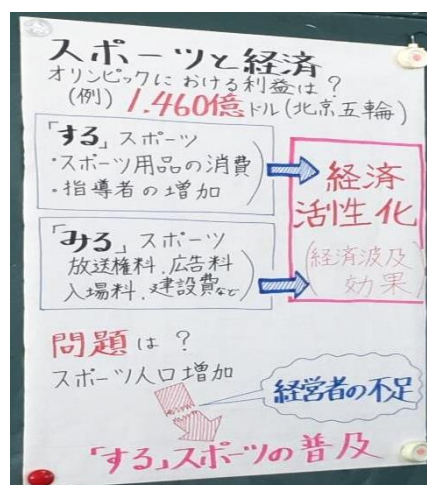 スポーツと経済
オリンピックにおける利益は?
(例) 1.460億ドル(北京五輪)
「する」スポーツ
・スポーツ用品の消費
・指導者の増加
経済
活性化
(経済波及
効果)
「みる」スポーツ
放送権料、広告料
入場料、建設費など
問題は?
スポーツ人口増加
経営者の不足
「する」スポーツの普及